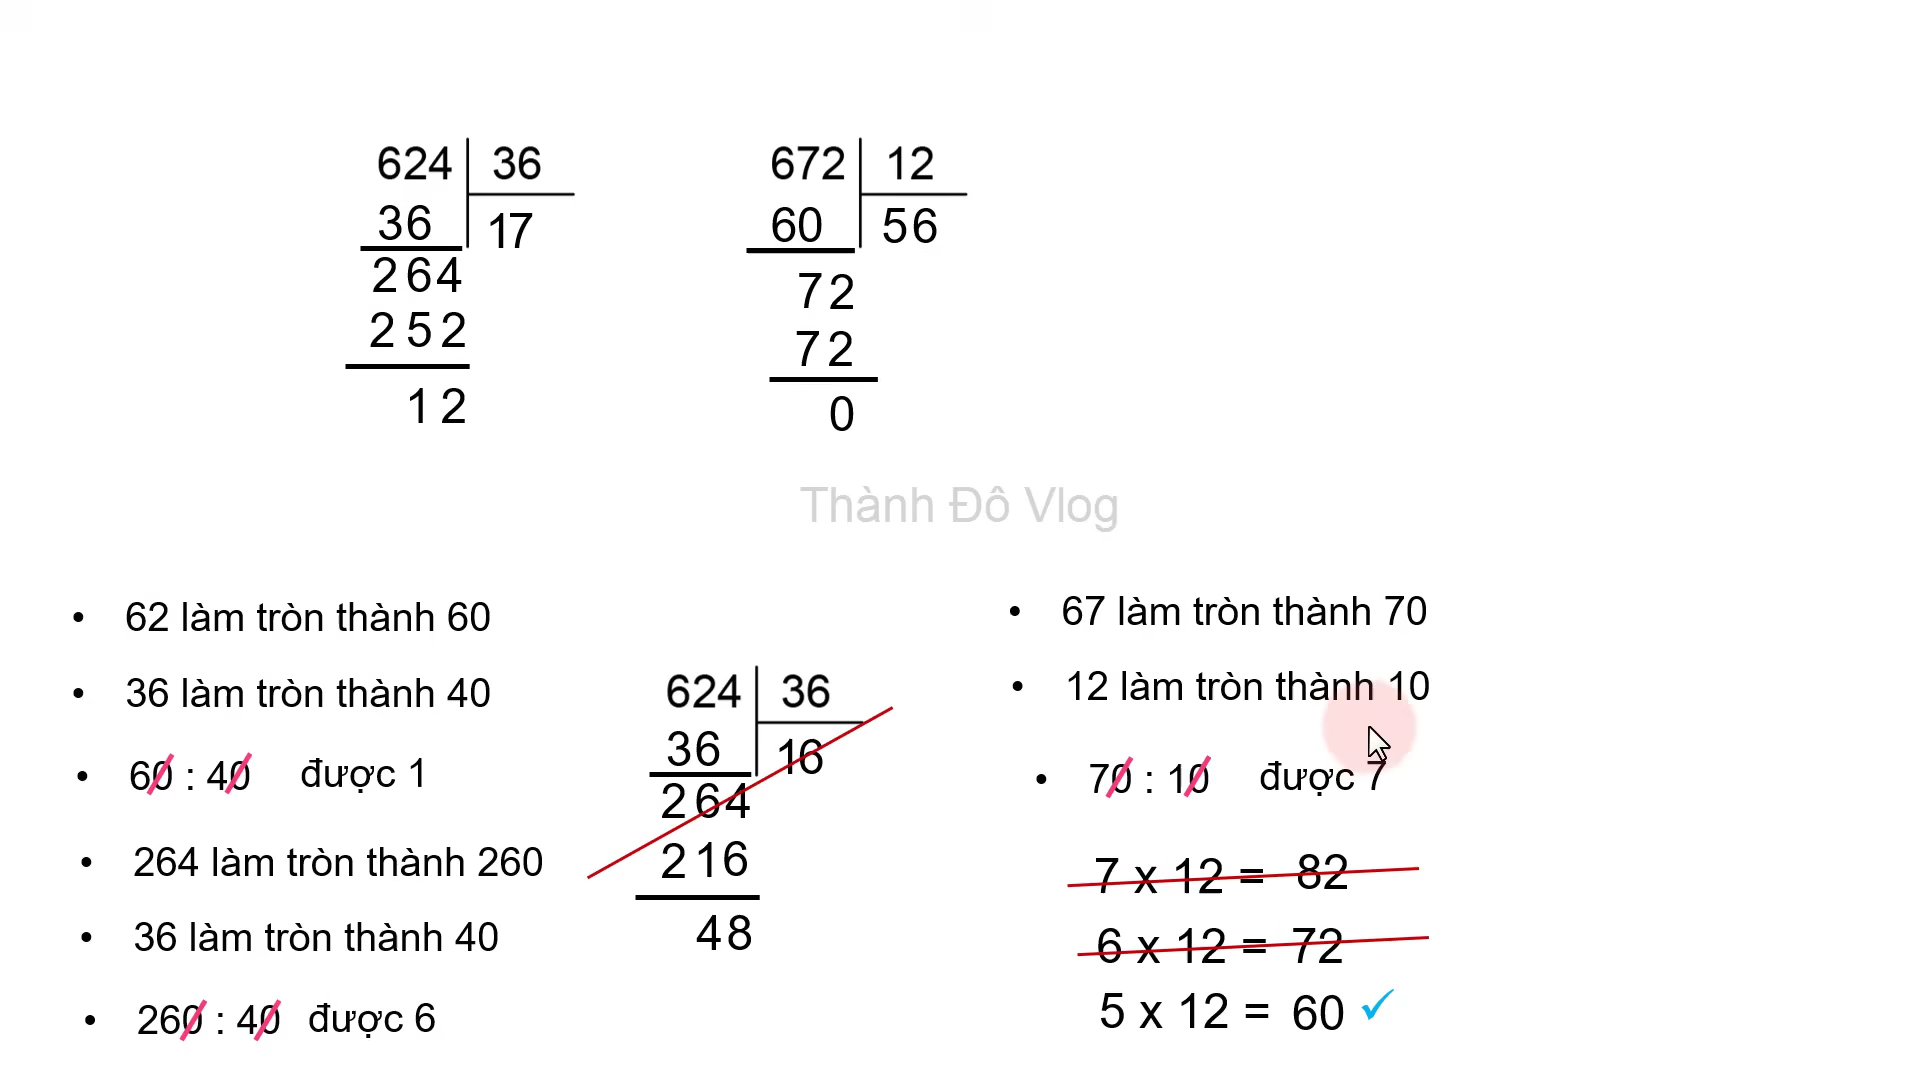 624 36
36 17
264
252
12
672 12
60 56
72
72
0
Thành Đô Vlog
• 62 làm tròn thành 60
• 36 làm tròn thành 40
• 60 : 40 được 1
• 264 làm tròn thành 260
• 36 làm tròn thành 40
• 260 : 40 được 6
624 36
36 16
264
216
48
• 67 làm tròn thành 70
• 12 làm tròn thành 10
• 70 : 10 được 7
7 x 12 = 82
6 x 12 = 72
5 x 12 = 60 ✓